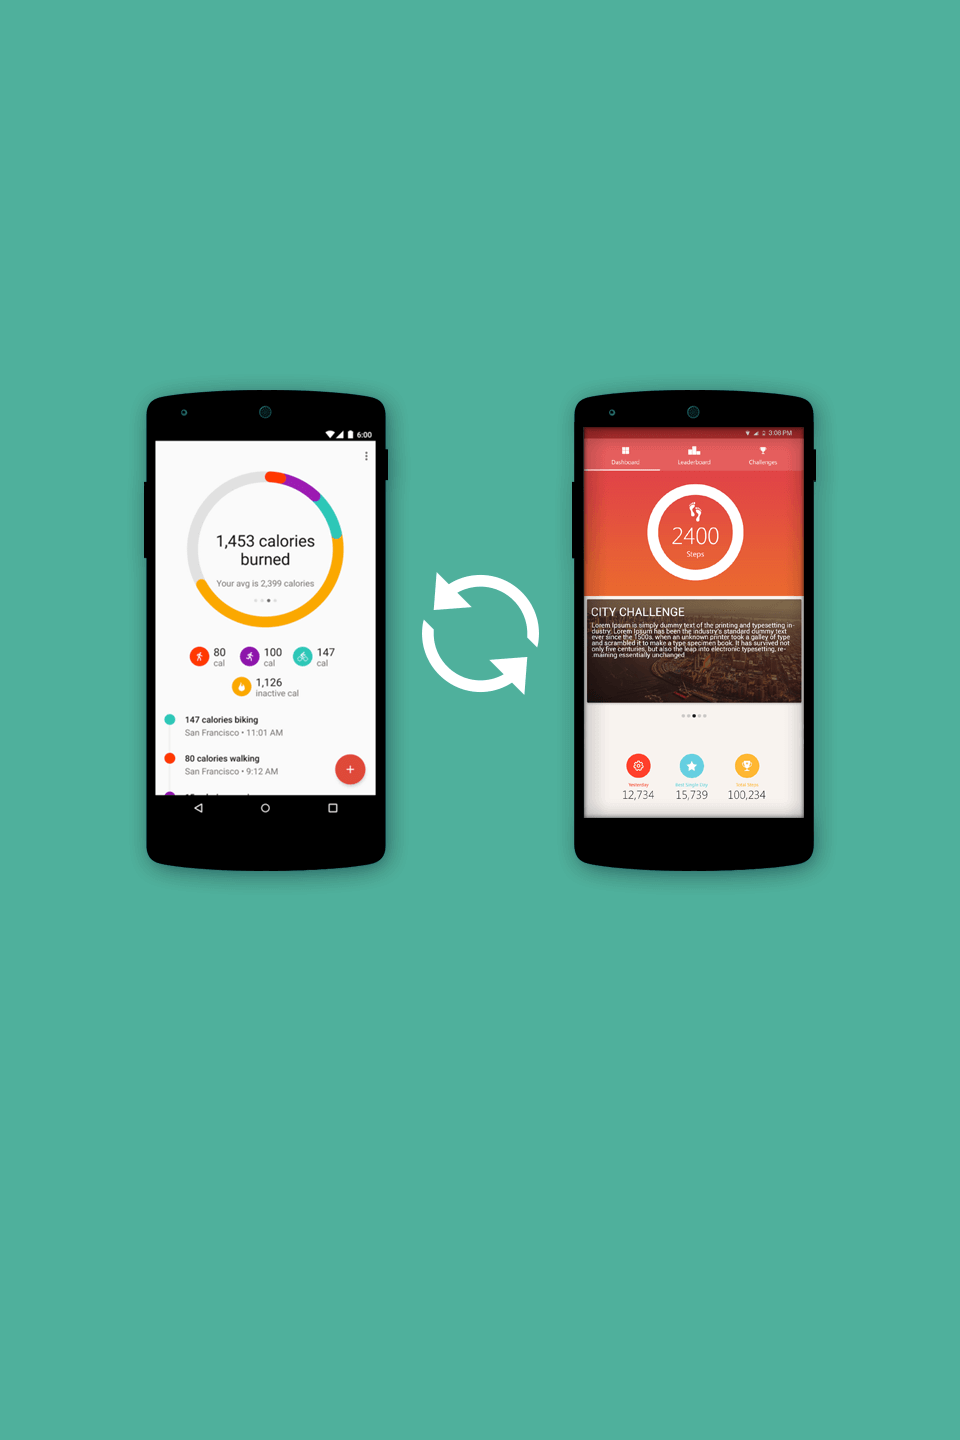 6:00
1,453 calories
burned
Your avg is 2,399 calories
80
cal
100
cal
147
cal
1,126
inactive cal
147 calories biking
San Francisco • 11:01 AM
80 calories walking
San Francisco • 9:12 AM
3:08 PM
Dashboard
Leaderboard
Challenges
2400
Steps
CITY CHALLENGE
Lorem Ipsum is simply dummy text of the printing and typesetting in-
dustry. Lorem Ipsum has been the industry's standard dummy text
ever since the 1500s, when an unknown printer took a galley of type
and scrambled it to make a type specimen book. It has survived not
only five centuries, but also the leap into electronic typesetting, re-
.maining essentially unchanged
Yesterday
12,734
Best Single Day
15,739
Total Steps
100,234